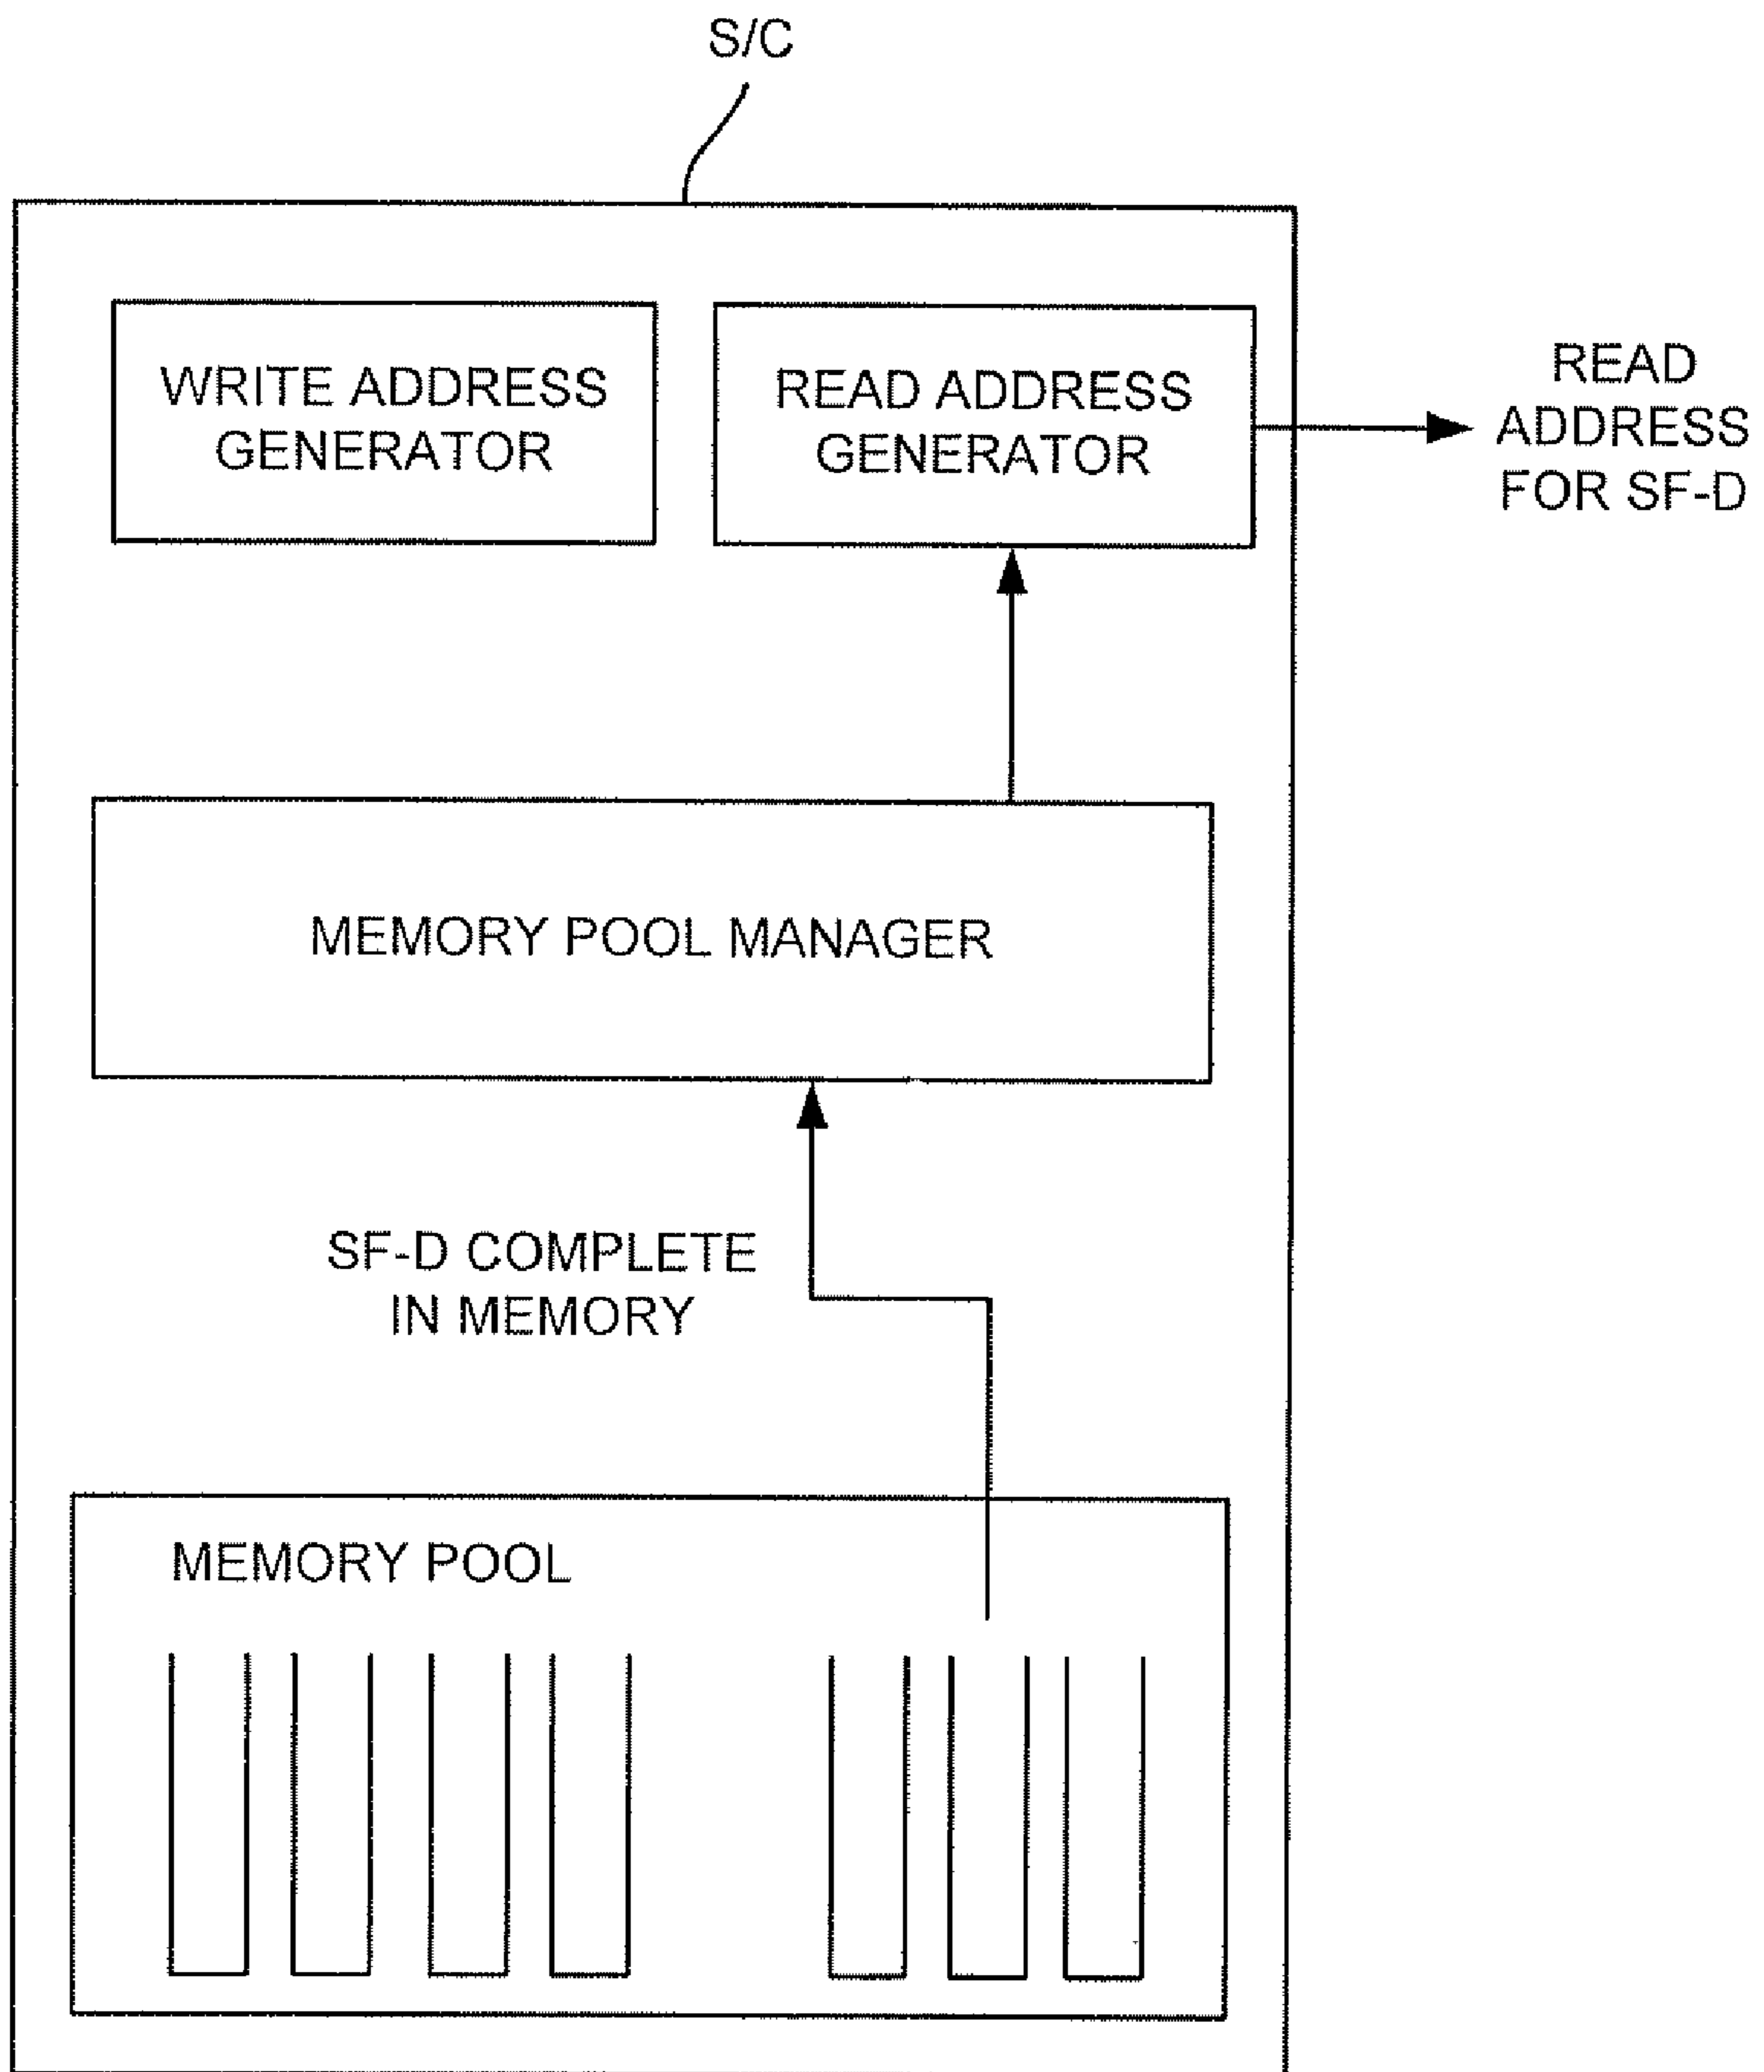 S/C
WRITE ADDRESS
GENERATOR
READ ADDRESS
GENERATOR
READ
ADDRESS
FOR SF-D
MEMORY POOL MANAGER
SF-D COMPLETE
IN MEMORY
MEMORY POOL